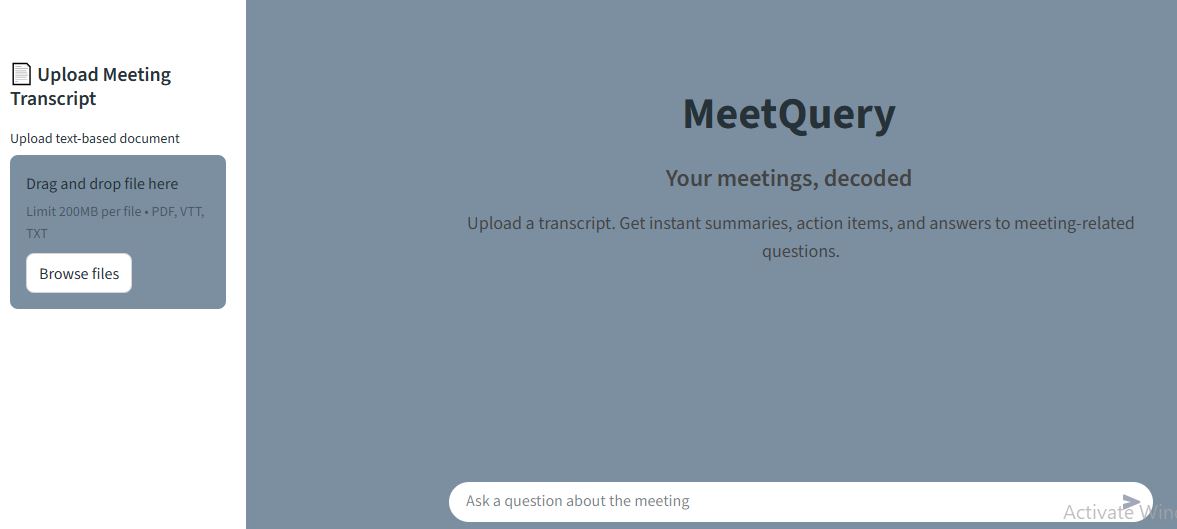 Upload Meeting
Transcript
Upload text-based document
Drag and drop file here
Limit 200MB per file • PDF, VTT,
TXT
Browse files
MeetQuery
Your meetings, decoded
Upload a transcript. Get instant summaries, action items, and answers to meeting-related
questions.
Ask a question about the meeting
Activate